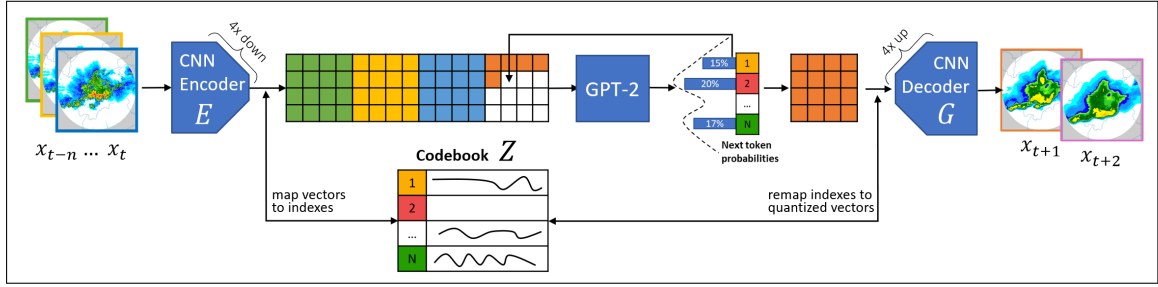 4x down
CNN
Encoder
E
x_{t-n} ... x_t
GPT-2
15%
20%
17%
1
2
...
N
Next token
probabilities
4x up
CNN
Decoder
G
x_{t+1}
x_{t+2}
Codebook Z
map vectors
to indexes
1
2
...
N
remap indexes to
quantized vectors